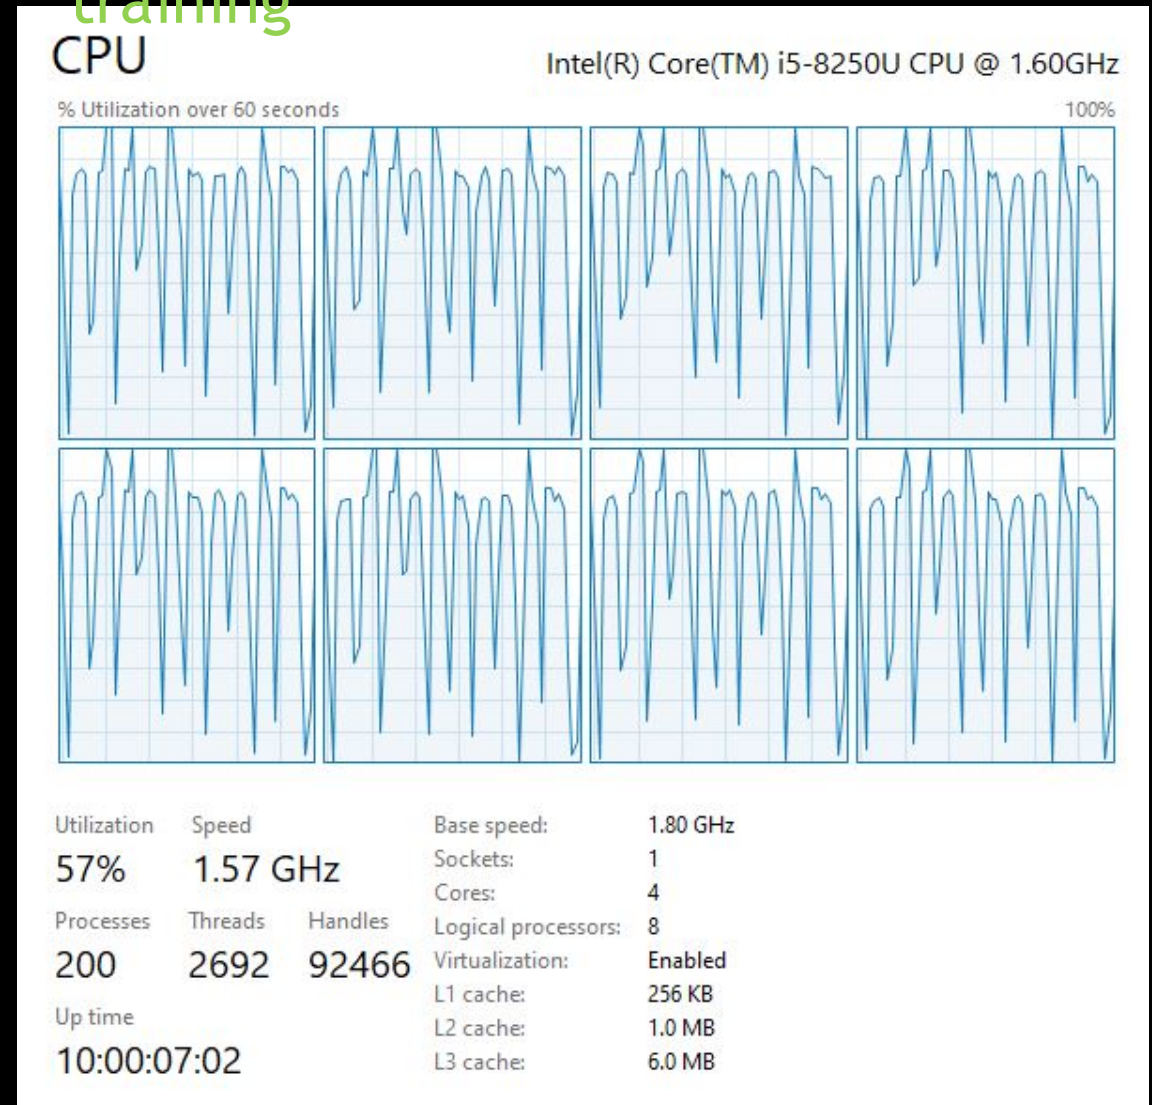 training
CPU
Intel(R) Core(TM) i5-8250U CPU @ 1.60GHz
% Utilization over 60 seconds
100%
Utilization
Speed
57%
1.57 GHz
Processes
Threads
Handles
200
2692
92466
Up time
10:00:07:02
Base speed: 1.80 GHz
Sockets: 1
Cores: 4
Logical processors: 8
Virtualization: Enabled
L1 cache: 256 KB
L2 cache: 1.0 MB
L3 cache: 6.0 MB